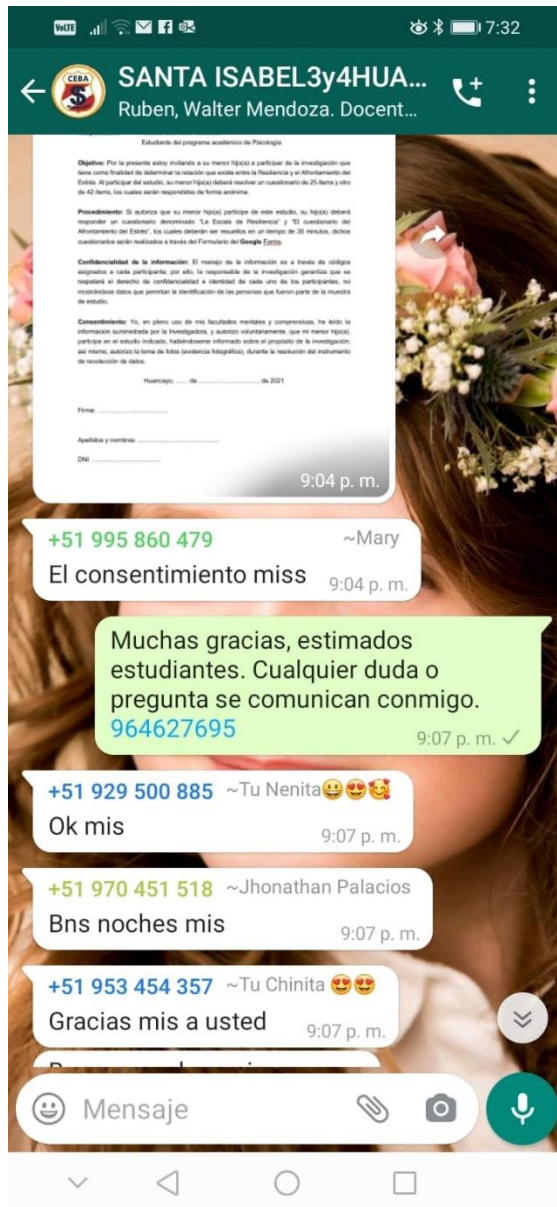 VoLTE
7:32
CEBA
SANTA ISABEL3y4HUA...
Ruben, Walter Mendoza. Docent...
Estudiante del programa académico de Psicología
Objetivo: Por la presente estoy invitando a su menor hijo(a) a participar de la investigación que
tiene como finalidad de determinar la relación que existe entre la Resiliencia y el Afrontamiento del
Estrés. Al participar del estudio, su menor hijo(a) deberá resolver un cuestionario de 25 ítems y otro
de 42 ítems, los cuales serán respondidos de forma anónima.
Procedimiento: Si autoriza que su menor hijo(a) participe de este estudio, su hijo(a) deberá
responder un cuestionario denominado "La Escala de Resiliencia" y "El cuestionario del
Afrontamiento del Estrés", los cuales deberán ser resueltos en un tiempo de 30 minutos, dichos
cuestionarios serán realizados a través del Formulario del Google Forms.
Confidencialidad de la información: El manejo de la información es a través de códigos
asignados a cada participante, por ello, la responsable de la investigación garantiza que se
respetará el derecho de confidencialidad e identidad de cada uno de los participantes, no
mostrándose datos que permitan la identificación de las personas que fueron parte de la muestra
de estudio.
Consentimiento: Yo, en pleno uso de mis facultades mentales y comprensivas, he leído la
información suministrada por la Investigadora, y autorizo voluntariamente, que mi menor hijo(a),
participe en el estudio indicado, habiéndoseme informado sobre el propósito de la investigación,
así mismo, autorizo la toma de fotos (evidencia fotográfica), durante la resolución del instrumento
de recolección de datos.
Huancayo, ....... de ............................, de 2021
Firma: ............................
Apellidos y nombres: ................................
DNI: ............................
9:04 p. m.
+51 995 860 479 ~Mary
El consentimiento miss 9:04 p. m.
Muchas gracias, estimados
estudiantes. Cualquier duda o
pregunta se comunican conmigo.
964627695 9:07 p. m.
+51 929 500 885 ~Tu Nenita😃😍🥰
Ok mis 9:07 p. m.
+51 970 451 518 ~Jhonathan Palacios
Bns noches mis 9:07 p. m.
+51 953 454 357 ~Tu Chinita 😍😍
Gracias mis a usted 9:07 p. m.
Mensaje